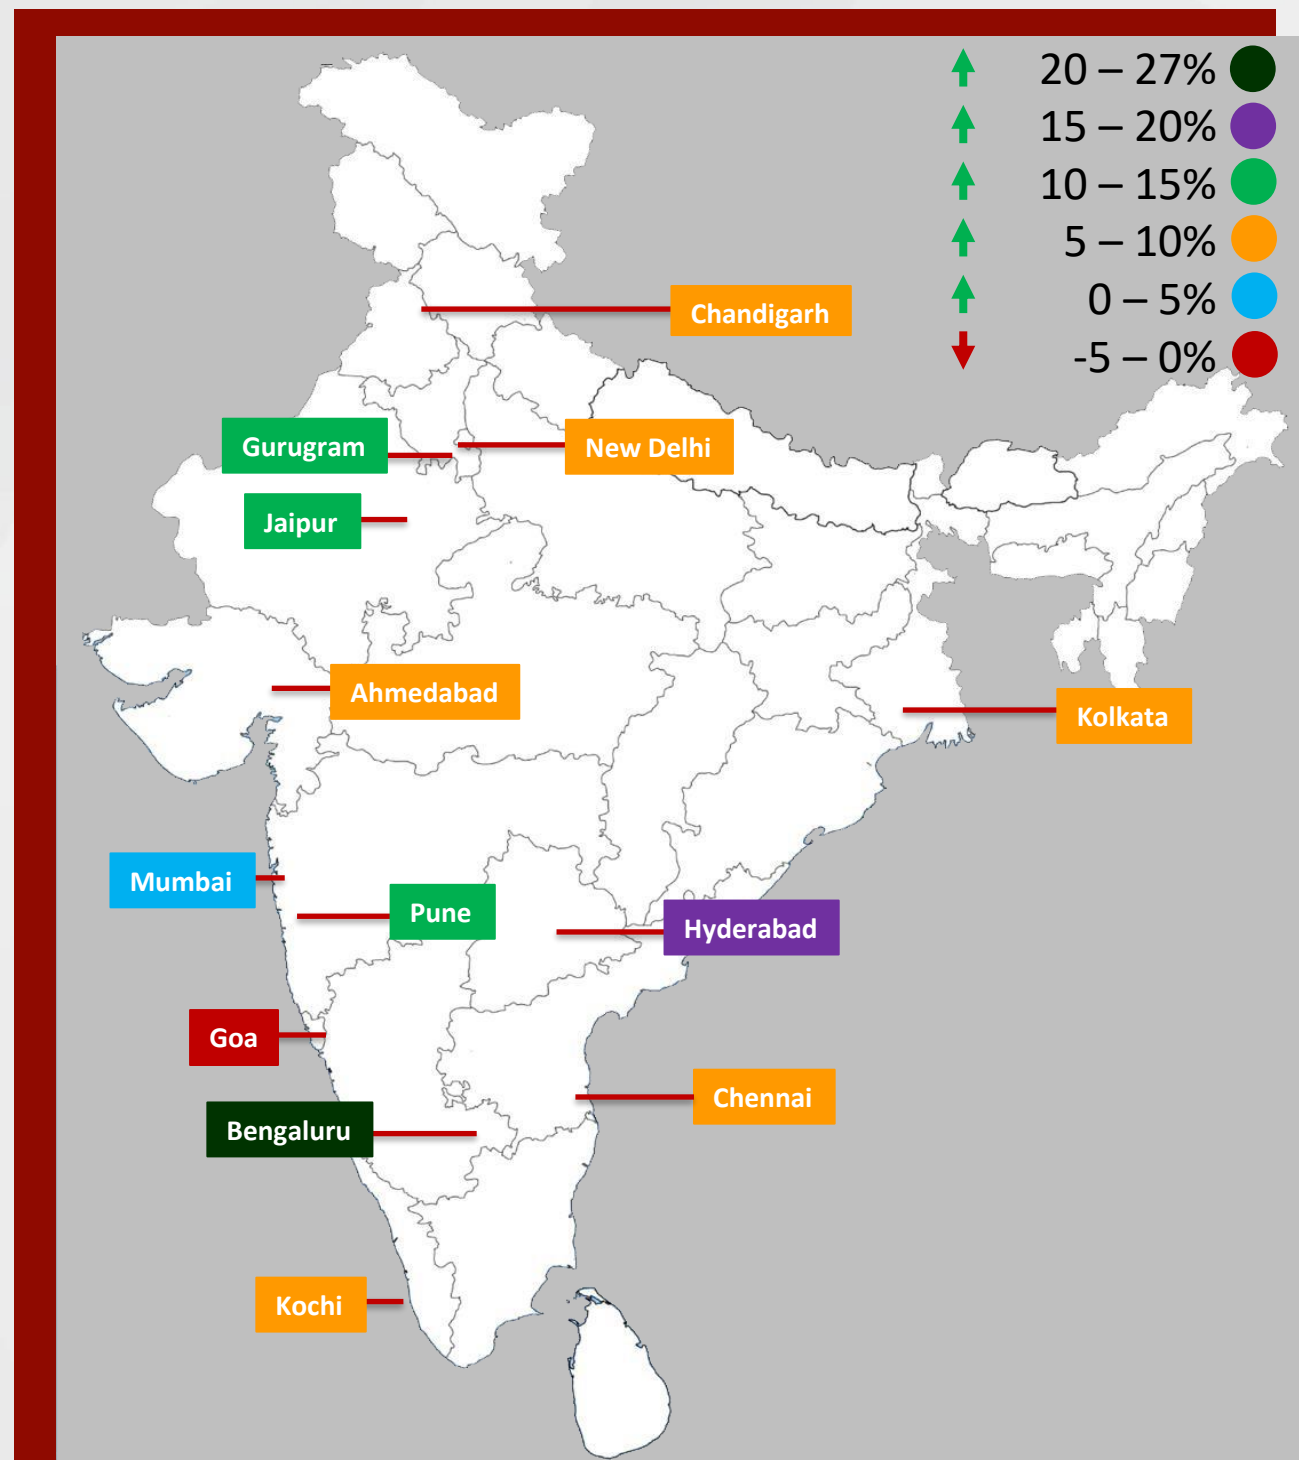 20 – 27%
15 – 20%
10 – 15%
5 – 10%
0 – 5%
-5 – 0%
Chandigarh
Gurugram
New Delhi
Jaipur
Ahmedabad
Kolkata
Mumbai
Pune
Hyderabad
Goa
Chennai
Bengaluru
Kochi